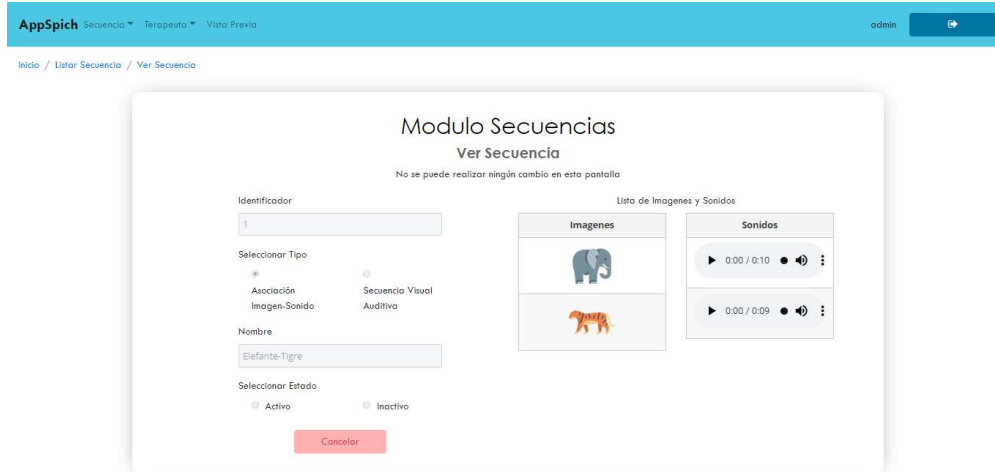 AppSpich Secuencia Terapeuta Vista Previa admin
Inicio / Listar Secuencia / Ver Secuencia
Modulo Secuencias
Ver Secuencia
No se puede realizar ningún cambio en esta pantalla
Identificador
1
Seleccionar Tipo
Asociación Imagen-Sonido
Secuencia Visual Auditiva
Nombre
Elefante-Tigre
Seleccionar Estado
Activo Inactivo
Cancelar
Lista de Imagenes y Sonidos
Imagenes Sonidos
0:00 / 0:10
0:00 / 0:09